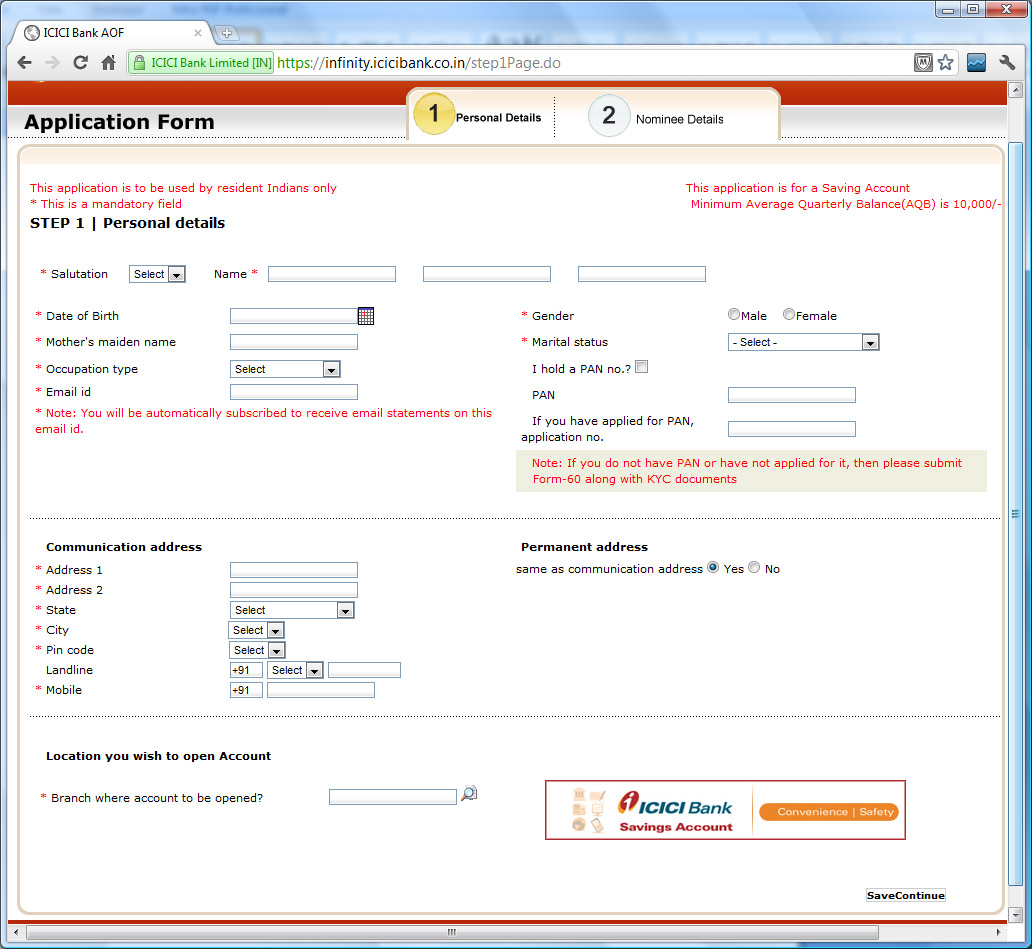 ICICI Bank AOF
ICICI Bank Limited [IN] https://infinity.icicibank.co.in/step1Page.do
Application Form
1 Personal Details
2 Nominee Details
This application is to be used by resident Indians only
This application is for a Saving Account
* This is a mandatory field
Minimum Average Quarterly Balance(AQB) is 10,000/-
STEP 1 | Personal details
* Salutation Select Name *
* Date of Birth
* Gender Male Female
* Mother's maiden name
* Marital status - Select -
* Occupation type Select
I hold a PAN no.?
* Email id
PAN
* Note: You will be automatically subscribed to receive email statements on this
email id.
If you have applied for PAN,
application no.
Note: If you do not have PAN or have not applied for it, then please submit
Form-60 along with KYC documents
Communication address
Permanent address
* Address 1
same as communication address Yes No
* Address 2
* State Select
* City Select
* Pin code Select
Landline +91 Select
* Mobile +91
Location you wish to open Account
* Branch where account to be opened?
ICICI Bank
Savings Account
Convenience | Safety
SaveContinue